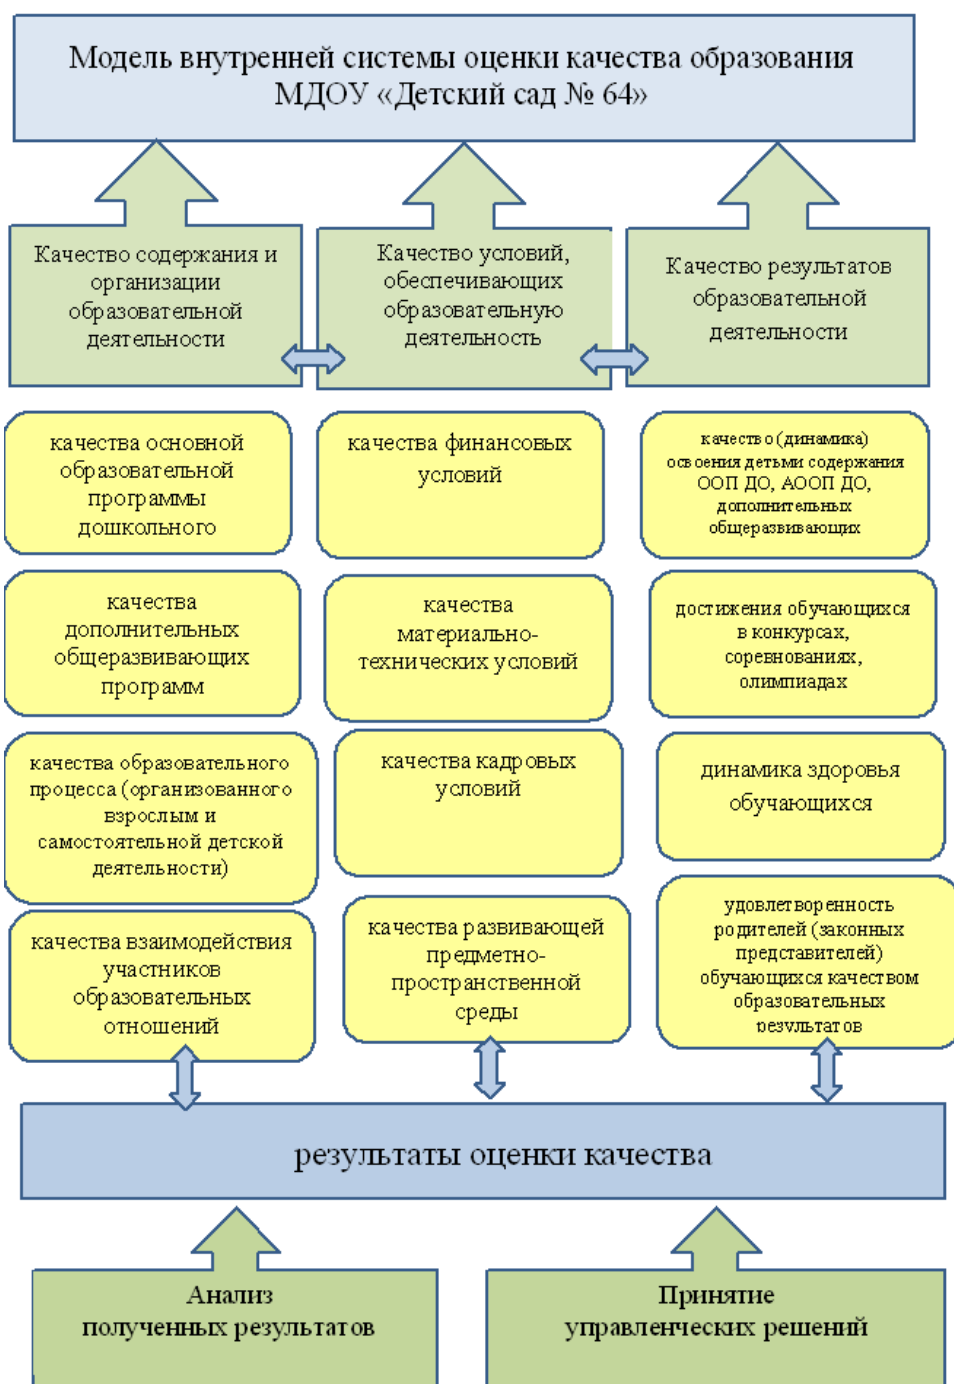 Модель внутренней системы оценки качества образования
МДОУ «Детский сад № 64»
Качество содержания и
организации
образовательной
деятельности
Качество условий,
обеспечивающих
образовательную
деятельность
Качество результатов
образовательной
деятельности
качества основной
образовательной
программы
дошкольного
качества
дополнительных
общеразвивающих
программ
качества образовательного
процесса (организованного
взрослым и
самостоятельной детской
деятельности)
качества взаимодействия
участников
образовательных
отношений
качества финансовых
условий
качества
материально-
технических условий
качества кадровых
условий
качества развивающей
предметно-
пространственной
среды
качество (динамика)
освоения детьми содержания
ООП ДО, АООП ДО,
дополнительных
общеразвивающих
достижения обучающихся
в конкурсах,
соревнованиях,
олимпиадах
динамика здоровья
обучающихся
удовлетворенность
родителей (законных
представителей)
обучающихся качеством
образовательных
результатов
результаты оценки качества
Анализ
полученных результатов
Принятие
управленческих решений